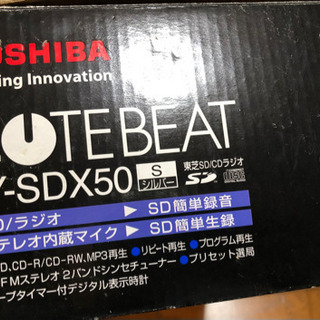 SHIBA
ing Innovation
UTE BEAT
Y-SDX50 S シルバー 東芝SD/CDラジオ
SD
D/ラジオ ▶ SD簡単録音
テレオ内蔵マイク ▶ SD簡単生録
D,CD-R/CD-RW,MP3再生 ●リピート再生 ●プログラム再生
FMステレオ2バンドシンセチューナー ●プリセット選局
ープタイマー付デジタル表示時計